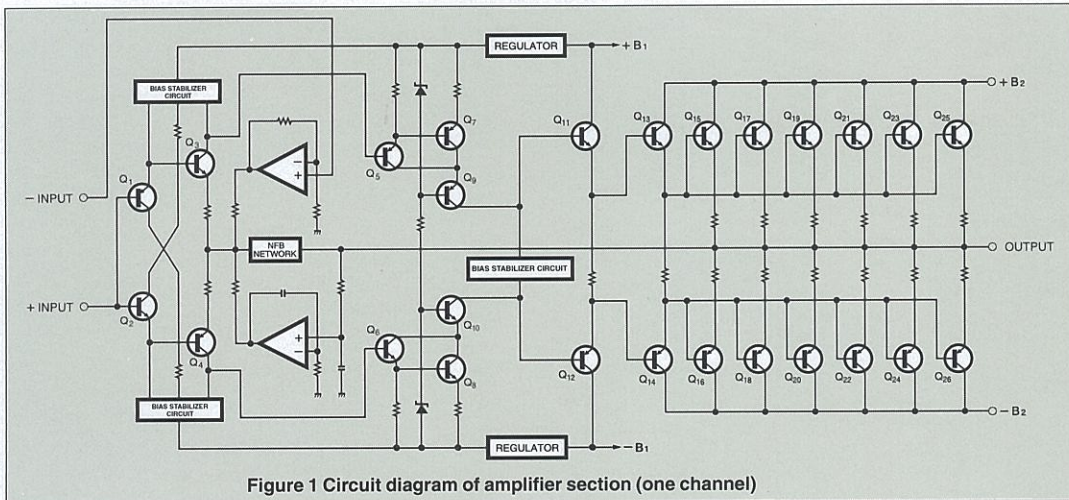 REGULATOR
+ B₁
+ B₂
BIAS STABILIZER
CIRCUIT
Q₃
Q₇
Q₅
Q₁₁
Q₁₃
Q₁₅
Q₁₇
Q₁₉
Q₂₁
Q₂₃
Q₂₅
−
+
Q₁
Q₉
− INPUT
NFB
NETWORK
OUTPUT
BIAS STABILIZER CIRCUIT
+ INPUT
Q₂
Q₁₀
+
−
Q₄
Q₆
Q₈
Q₁₂
Q₁₄
Q₁₆
Q₁₈
Q₂₀
Q₂₂
Q₂₄
Q₂₆
BIAS STABILIZER
CIRCUIT
− B₂
REGULATOR
− B₁
Figure 1 Circuit diagram of amplifier section (one channel)